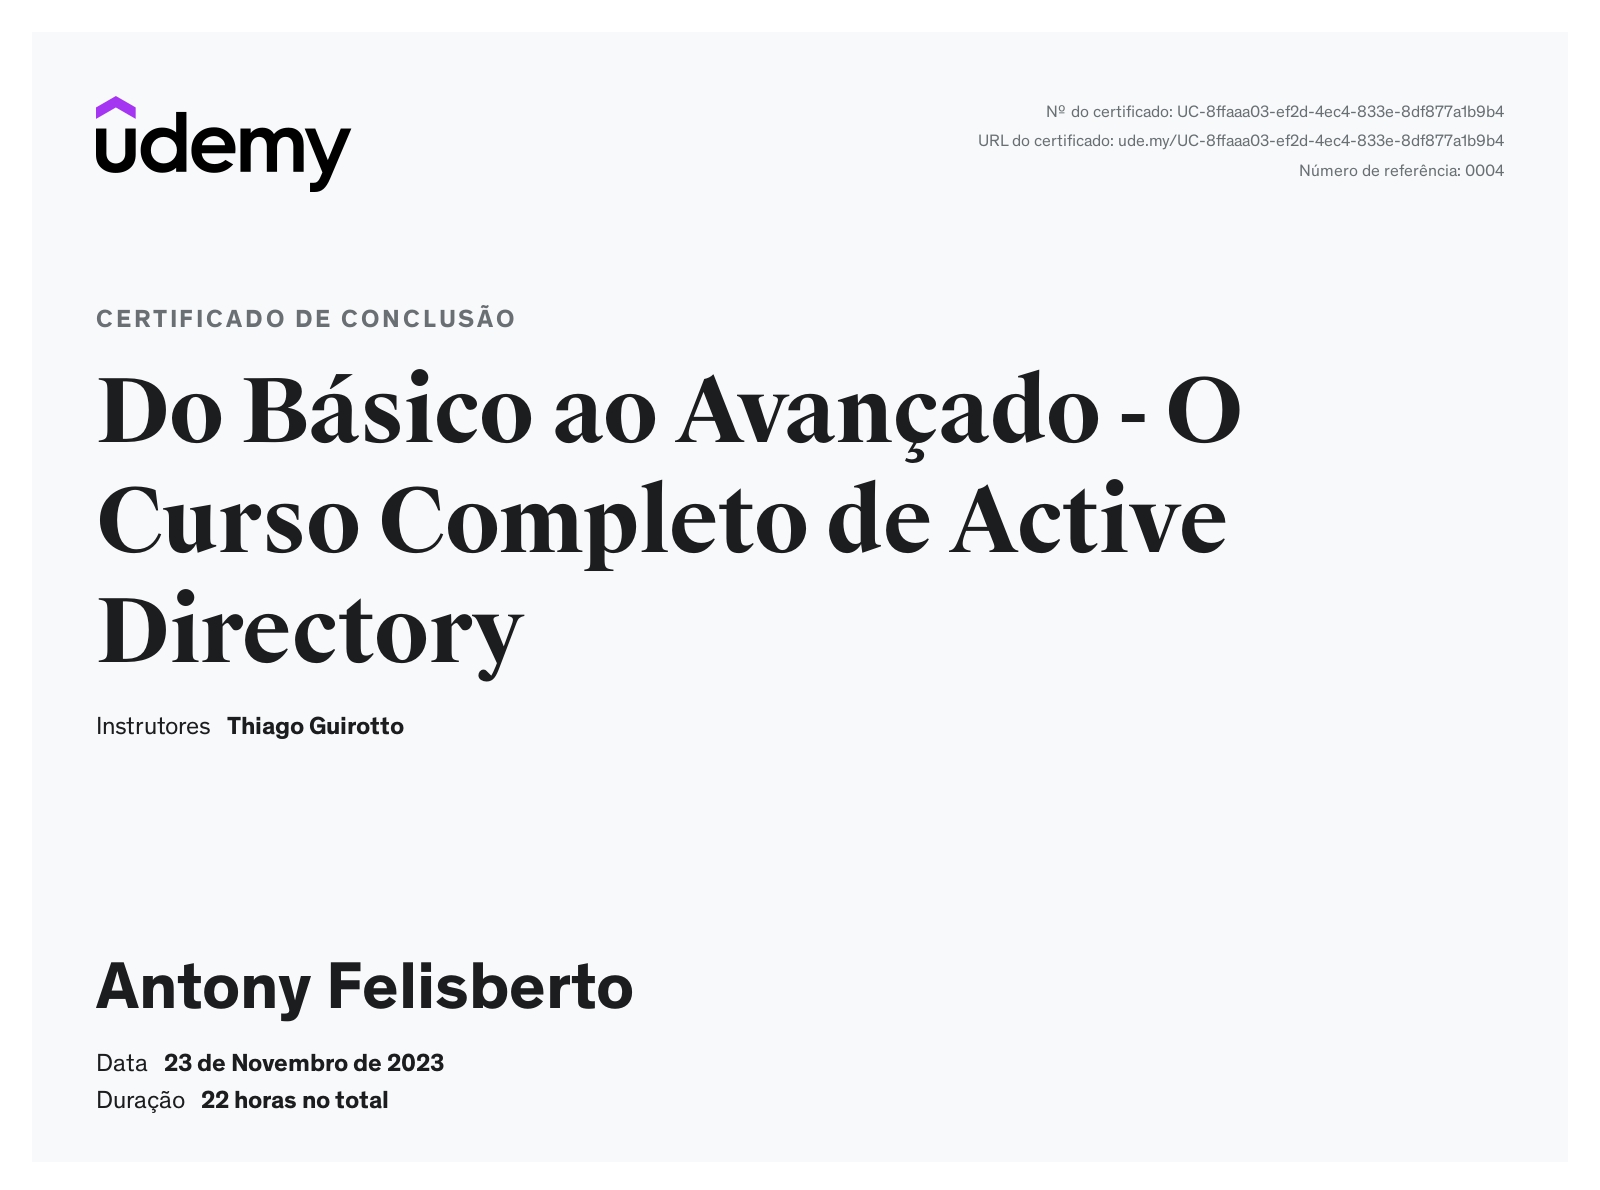 udemy
Nº do certificado: UC-8ffaaa03-ef2d-4ec4-833e-8df877a1b9b4
URL do certificado: ude.my/UC-8ffaaa03-ef2d-4ec4-833e-8df877a1b9b4
Número de referência: 0004
CERTIFICADO DE CONCLUSÃO
Do Básico ao Avançado - O
Curso Completo de Active
Directory
Instrutores Thiago Guirotto
Antony Felisberto
Data 23 de Novembro de 2023
Duração 22 horas no total